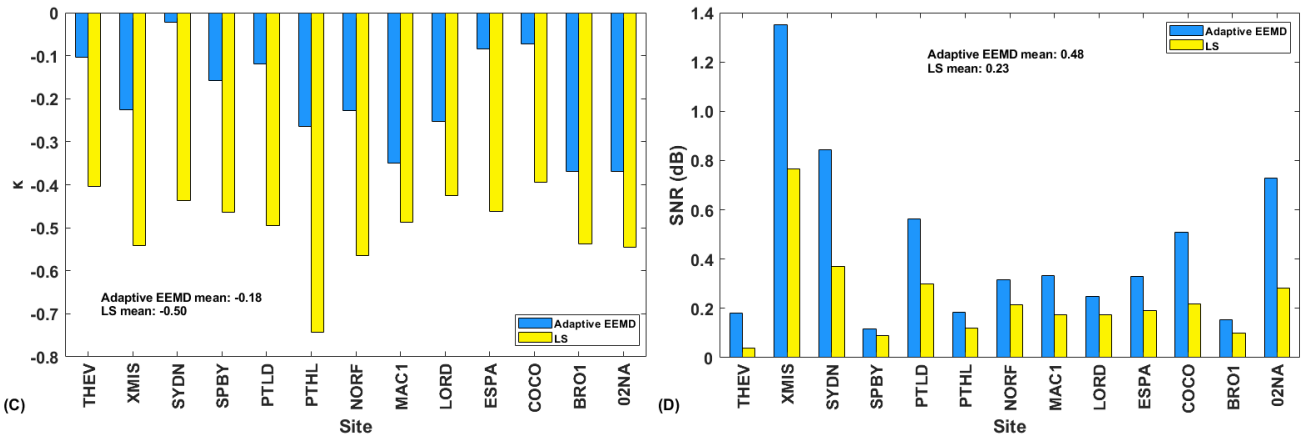 0
-0.1
-0.2
-0.3
-0.4
-0.5
-0.6
-0.7
-0.8
κ
Adaptive EEMD mean: -0.18
LS mean: -0.50
Adaptive EEMD
LS
THEV XMIS SYDN SPBY PTLD PTHL NORF MAC1 LORD ESPA COCO BRO1 02NA
Site
(C)
1.4
1.2
1.0
0.8
0.6
0.4
0.2
0
SNR (dB)
Adaptive EEMD mean: 0.48
LS mean: 0.23
Adaptive EEMD
LS
THEV XMIS SYDN SPBY PTLD PTHL NORF MAC1 LORD ESPA COCO BRO1 02NA
Site
(D)